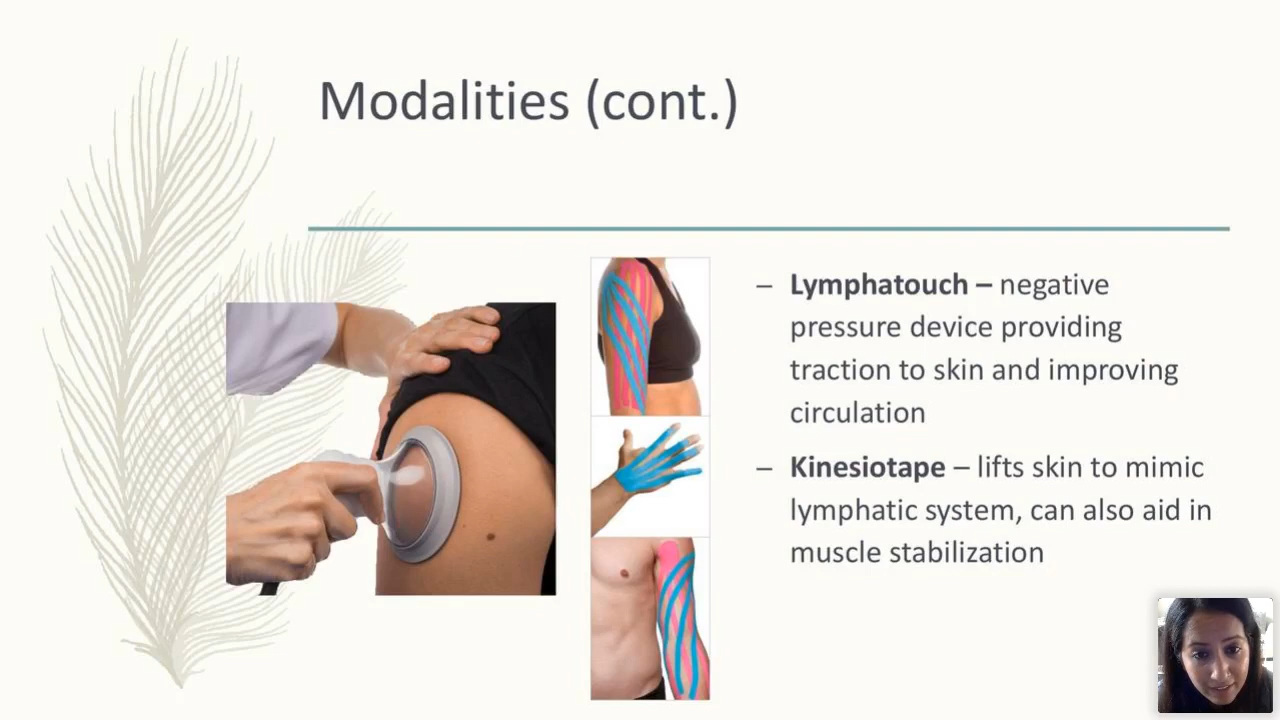 Modalities (cont.)
– Lymphatouch – negative
pressure device providing
traction to skin and improving
circulation
– Kinesiotape – lifts skin to mimic
lymphatic system, can also aid in
muscle stabilization